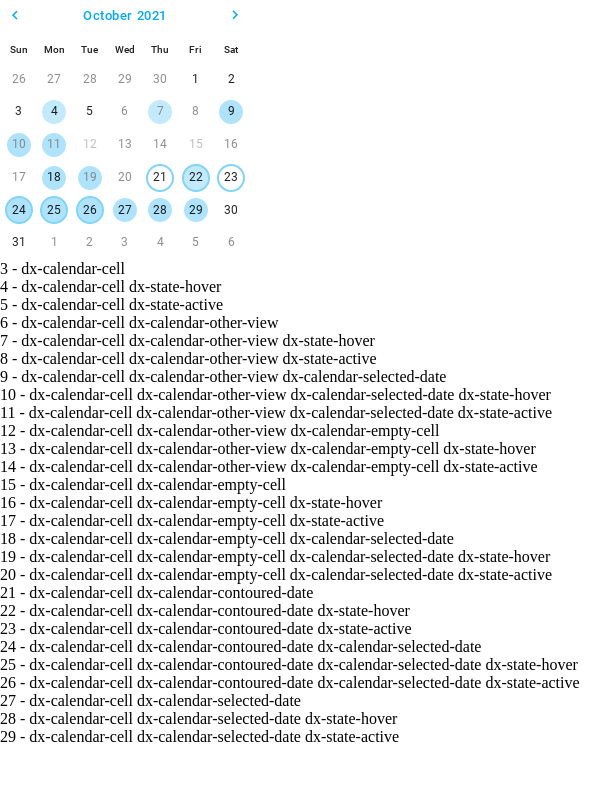 October 2021
Sun Mon Tue Wed Thu Fri Sat
26 27 28 29 30 1 2
3 4 5 6 7 8 9
10 11 12 13 14 15 16
17 18 19 20 21 22 23
24 25 26 27 28 29 30
31 1 2 3 4 5 6
3 - dx-calendar-cell
4 - dx-calendar-cell dx-state-hover
5 - dx-calendar-cell dx-state-active
6 - dx-calendar-cell dx-calendar-other-view
7 - dx-calendar-cell dx-calendar-other-view dx-state-hover
8 - dx-calendar-cell dx-calendar-other-view dx-state-active
9 - dx-calendar-cell dx-calendar-other-view dx-calendar-selected-date
10 - dx-calendar-cell dx-calendar-other-view dx-calendar-selected-date dx-state-hover
11 - dx-calendar-cell dx-calendar-other-view dx-calendar-selected-date dx-state-active
12 - dx-calendar-cell dx-calendar-other-view dx-calendar-empty-cell
13 - dx-calendar-cell dx-calendar-other-view dx-calendar-empty-cell dx-state-hover
14 - dx-calendar-cell dx-calendar-other-view dx-calendar-empty-cell dx-state-active
15 - dx-calendar-cell dx-calendar-empty-cell
16 - dx-calendar-cell dx-calendar-empty-cell dx-state-hover
17 - dx-calendar-cell dx-calendar-empty-cell dx-state-active
18 - dx-calendar-cell dx-calendar-empty-cell dx-calendar-selected-date
19 - dx-calendar-cell dx-calendar-empty-cell dx-calendar-selected-date dx-state-hover
20 - dx-calendar-cell dx-calendar-empty-cell dx-calendar-selected-date dx-state-active
21 - dx-calendar-cell dx-calendar-contoured-date
22 - dx-calendar-cell dx-calendar-contoured-date dx-state-hover
23 - dx-calendar-cell dx-calendar-contoured-date dx-state-active
24 - dx-calendar-cell dx-calendar-contoured-date dx-calendar-selected-date
25 - dx-calendar-cell dx-calendar-contoured-date dx-calendar-selected-date dx-state-hover
26 - dx-calendar-cell dx-calendar-contoured-date dx-calendar-selected-date dx-state-active
27 - dx-calendar-cell dx-calendar-selected-date
28 - dx-calendar-cell dx-calendar-selected-date dx-state-hover
29 - dx-calendar-cell dx-calendar-selected-date dx-state-active